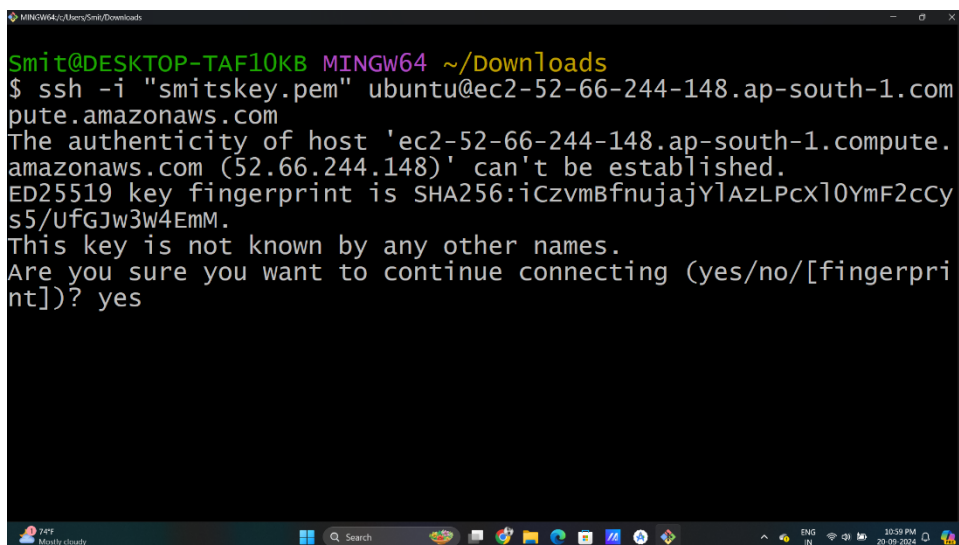 MINGW64:/c/Users/Smit/Downloads
Smit@DESKTOP-TAF10KB MINGW64 ~/Downloads
$ ssh -i "smitskey.pem" ubuntu@ec2-52-66-244-148.ap-south-1.com
pute.amazonaws.com
The authenticity of host 'ec2-52-66-244-148.ap-south-1.compute.
amazonaws.com (52.66.244.148)' can't be established.
ED25519 key fingerprint is SHA256:iCzvmBfnujajYlAzLPcXl0YmF2cCy
s5/UfGJw3W4EmM.
This key is not known by any other names.
Are you sure you want to continue connecting (yes/no/[fingerpri
nt])? yes
1
74°F
Mostly cloudy
Search
ENG
IN
10:59 PM
20-09-2024